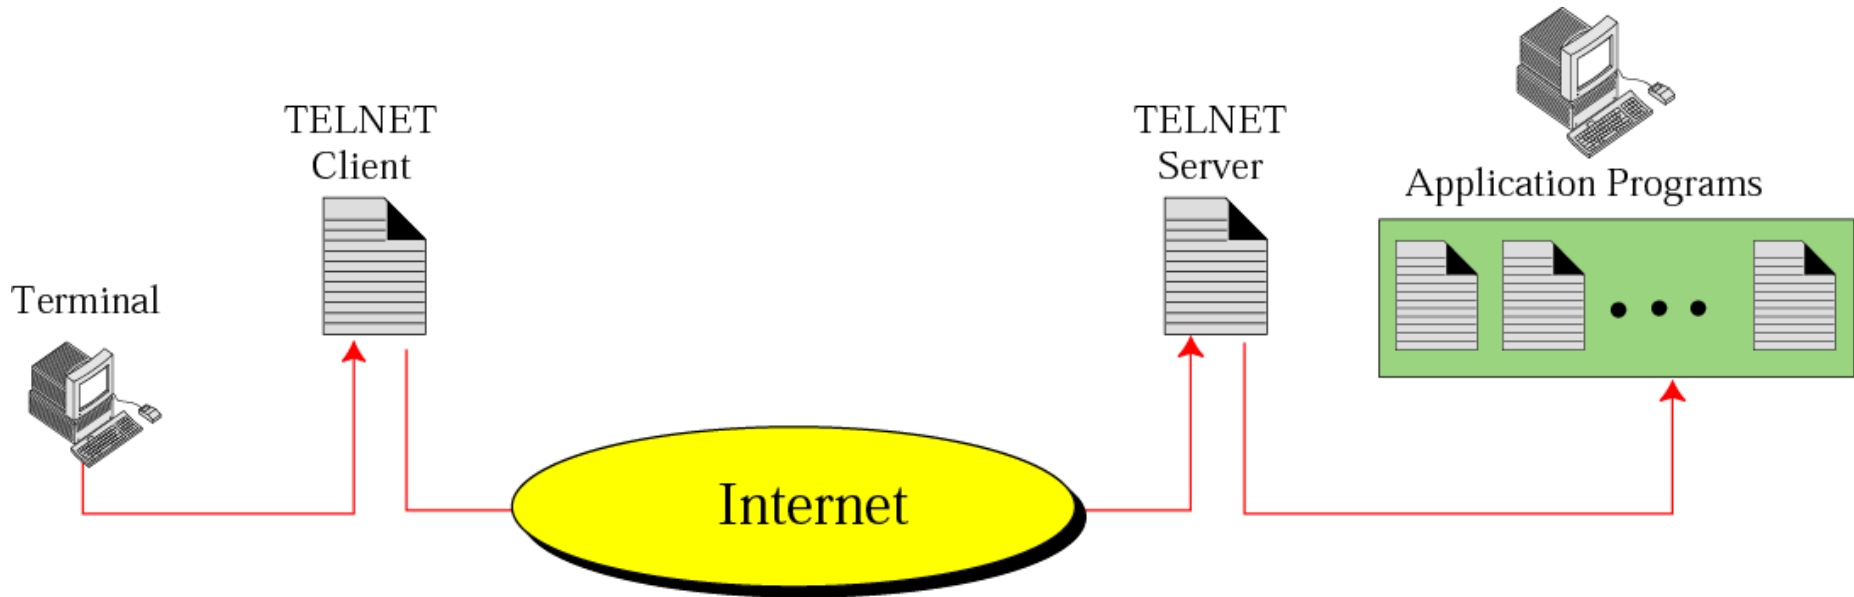 TELNET
Client
TELNET
Server
Application Programs
Terminal
Internet